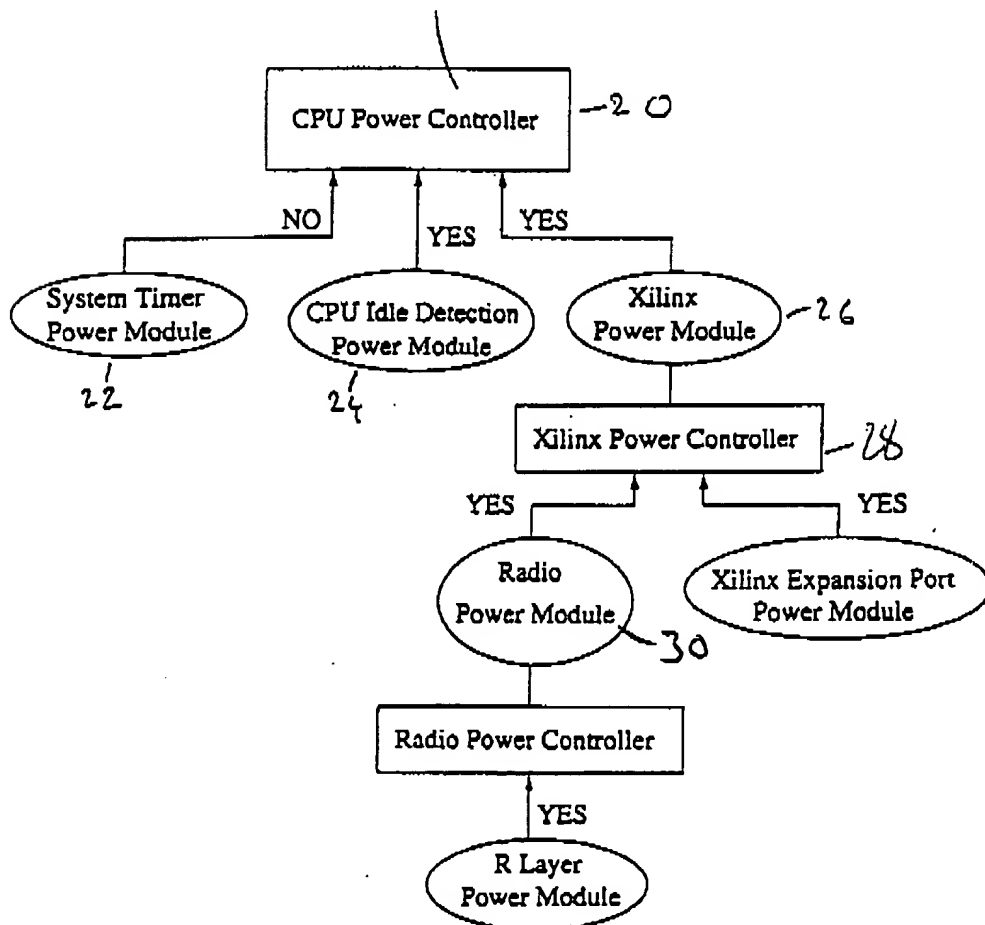 CPU Power Controller
20
NO
YES
YES
System Timer
Power Module
22
CPU Idle Detection
Power Module
24
Xilinx
Power Module
26
Xilinx Power Controller
28
YES
YES
Radio
Power Module
30
Xilinx Expansion Port
Power Module
Radio Power Controller
YES
R Layer
Power Module